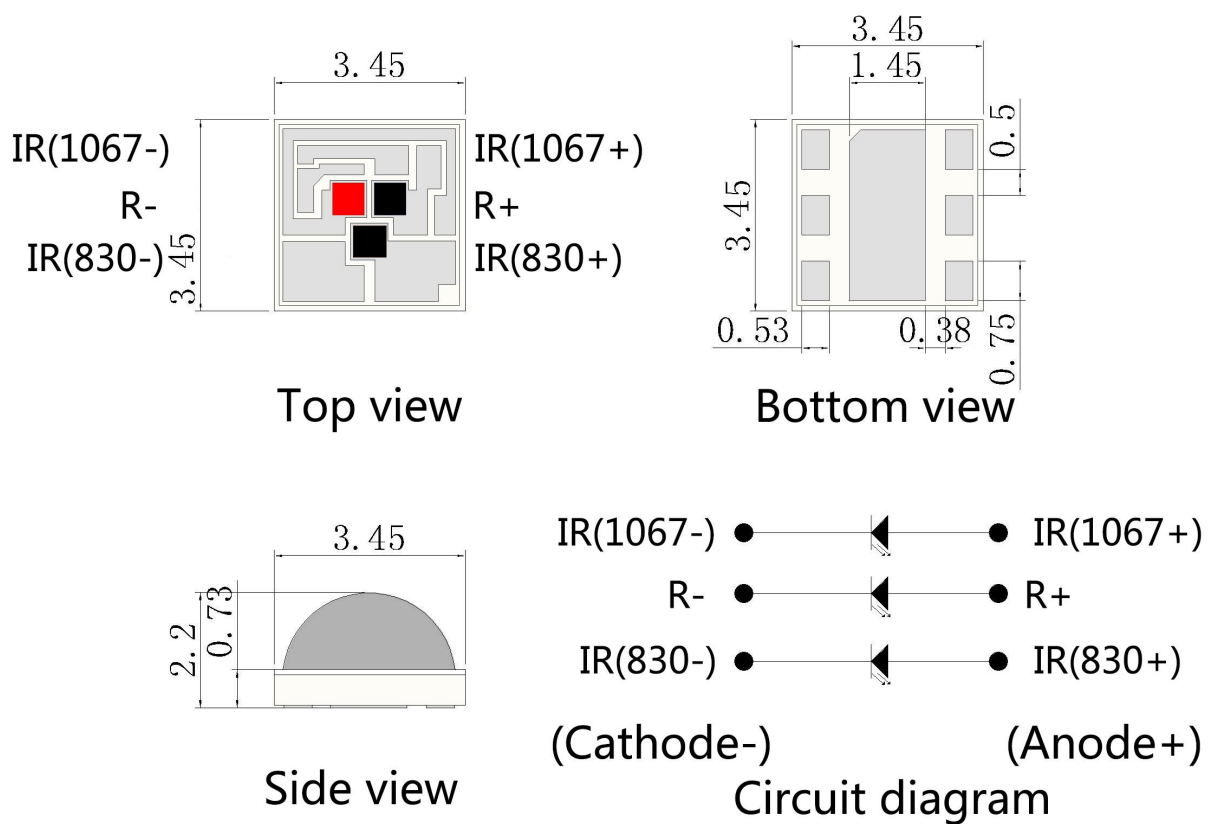 3.45
IR(1067-)
IR(1067+)
R-
R+
IR(830-)
IR(830+)
3.45
Top view
3.45
1.45
0.5
3.45
0.53
0.38
0.75
Bottom view
3.45
2.2
0.73
Side view
IR(1067-)
IR(1067+)
R-
R+
IR(830-)
IR(830+)
(Cathode-)
(Anode+)
Circuit diagram